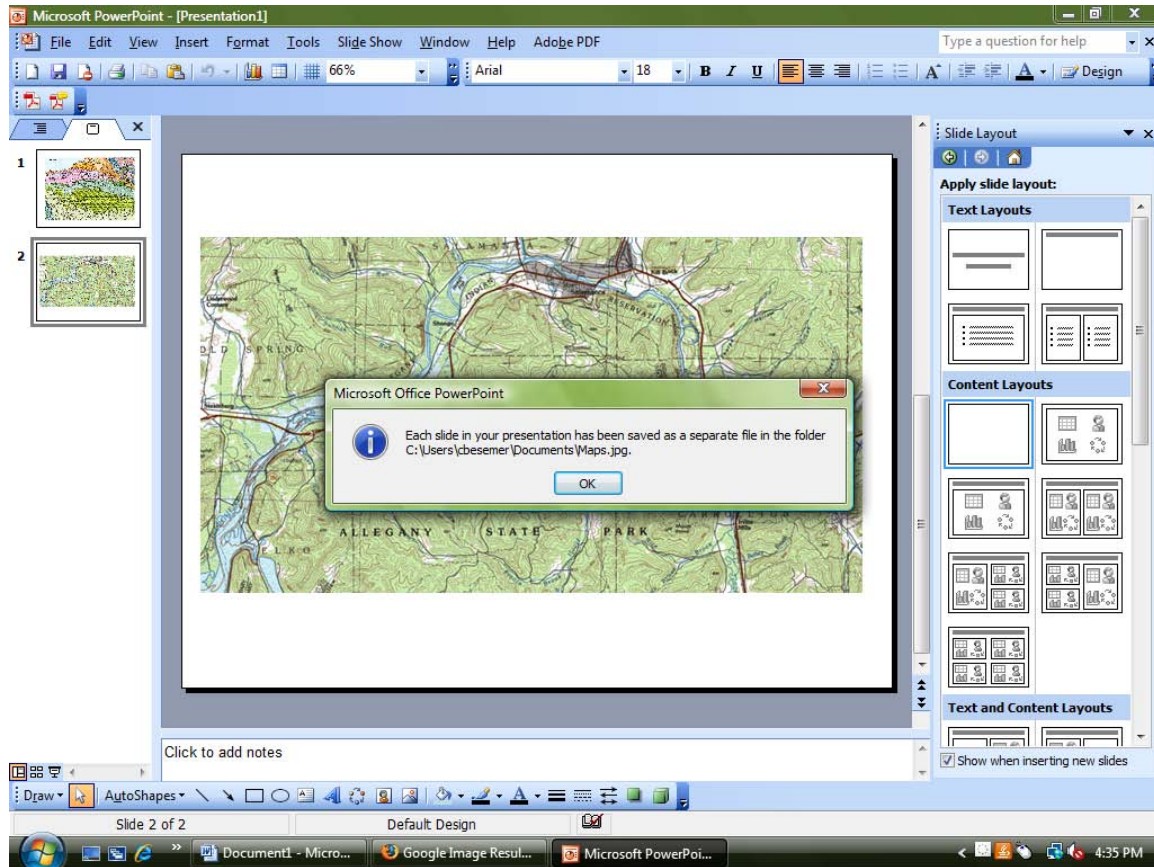 Microsoft PowerPoint - [Presentation1]
File Edit View Insert Format Tools Slide Show Window Help Adobe PDF Type a question for help
66% Arial 18 B I U A A Design
Slide Layout
1
Apply slide layout:
Text Layouts
2
SALAMANCA
RESERVATION
COLD SPRING
Content Layouts
Microsoft Office PowerPoint
Each slide in your presentation has been saved as a separate file in the folder
C:\Users\cbesemer\Documents\Maps.jpg.
OK
ALLEGANY STATE PARK
ELKO
Text and Content Layouts
Click to add notes
Show when inserting new slides
Draw AutoShapes A
Slide 2 of 2 Default Design
Document1 - Micro... Google Image Resul... Microsoft PowerPoi... 4:35 PM